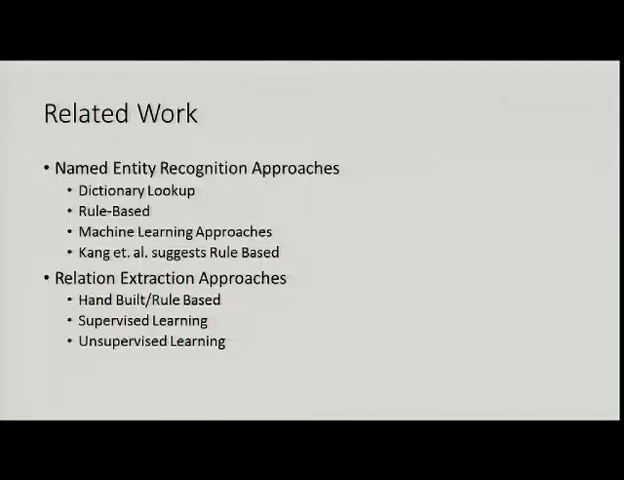 Related Work
• Named Entity Recognition Approaches
• Dictionary Lookup
• Rule-Based
• Machine Learning Approaches
• Kang et. al. suggests Rule Based
• Relation Extraction Approaches
• Hand Built/Rule Based
• Supervised Learning
• Unsupervised Learning